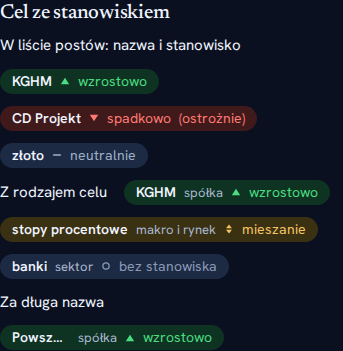 Cel ze stanowiskiem
W liście postów: nazwa i stanowisko
KGHM ▲ wzrostowo
CD Projekt ▼ spadkowo (ostrożnie)
złoto – neutralnie
Z rodzajem celu KGHM spółka ▲ wzrostowo
stopy procentowe makro i rynek mieszanie
banki sektor ○ bez stanowiska
Za długa nazwa
Powsz... spółka ▲ wzrostowo